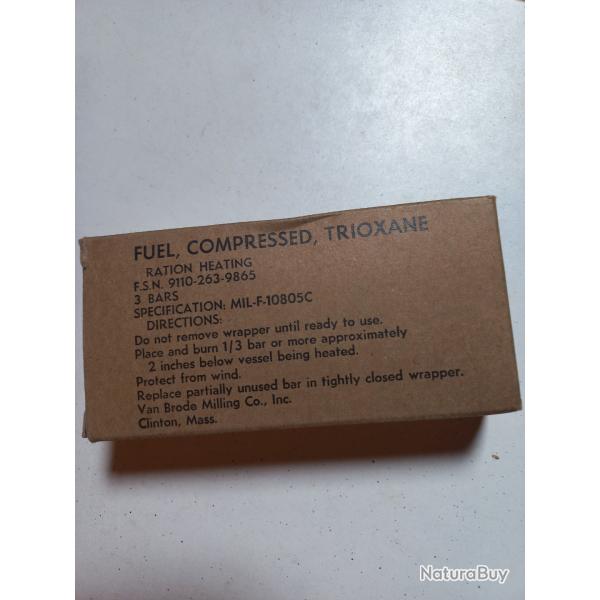 FUEL, COMPRESSED, TRIOXANE
RATION HEATING
F.S.N. 9110-263-9865
3 BARS
SPECIFICATION: MIL-F-10805C
DIRECTIONS:
Do not remove wrapper until ready to use.
Place and burn 1/3 bar or more approximately
2 inches below vessel being heated.
Protect from wind.
Replace partially unused bar in tightly closed wrapper.
Van Brode Milling Co., Inc.
Clinton, Mass.
NaturaBuy